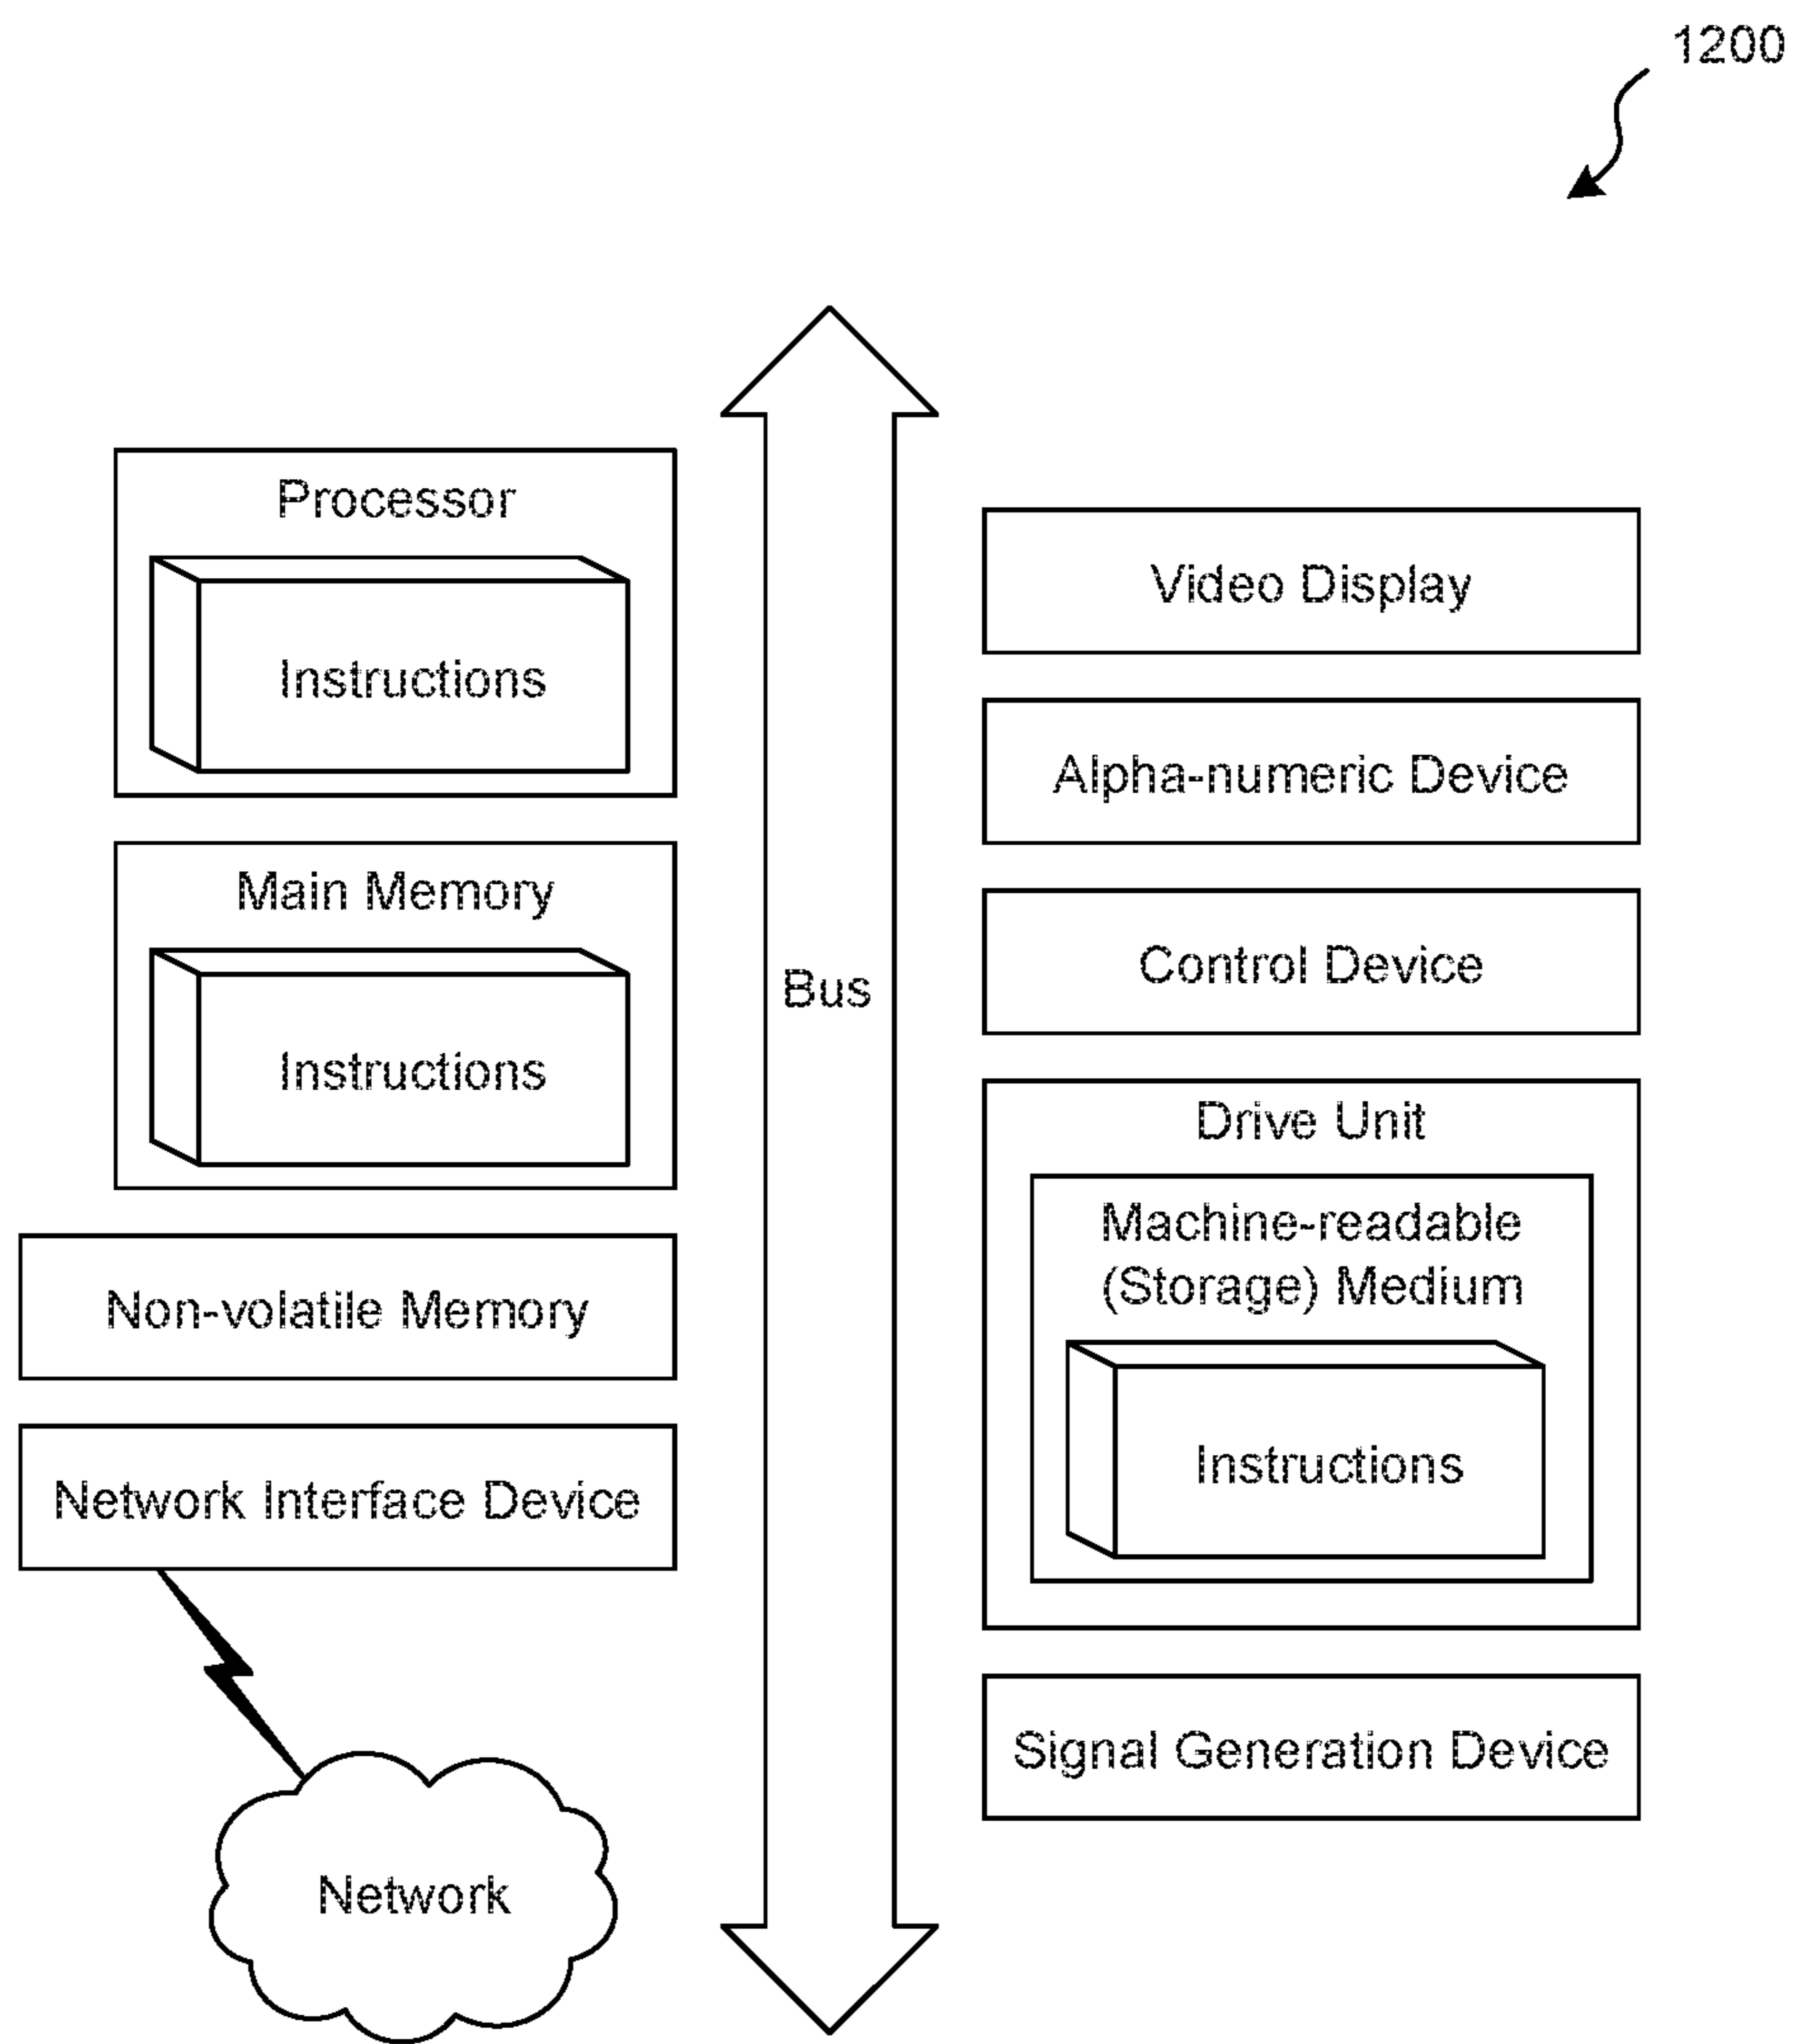 1200
Processor
Instructions
Main Memory
Instructions
Non-volatile Memory
Network Interface Device
Network
Bus
Video Display
Alpha-numeric Device
Control Device
Drive Unit
Machine-readable
(Storage) Medium
Instructions
Signal Generation Device